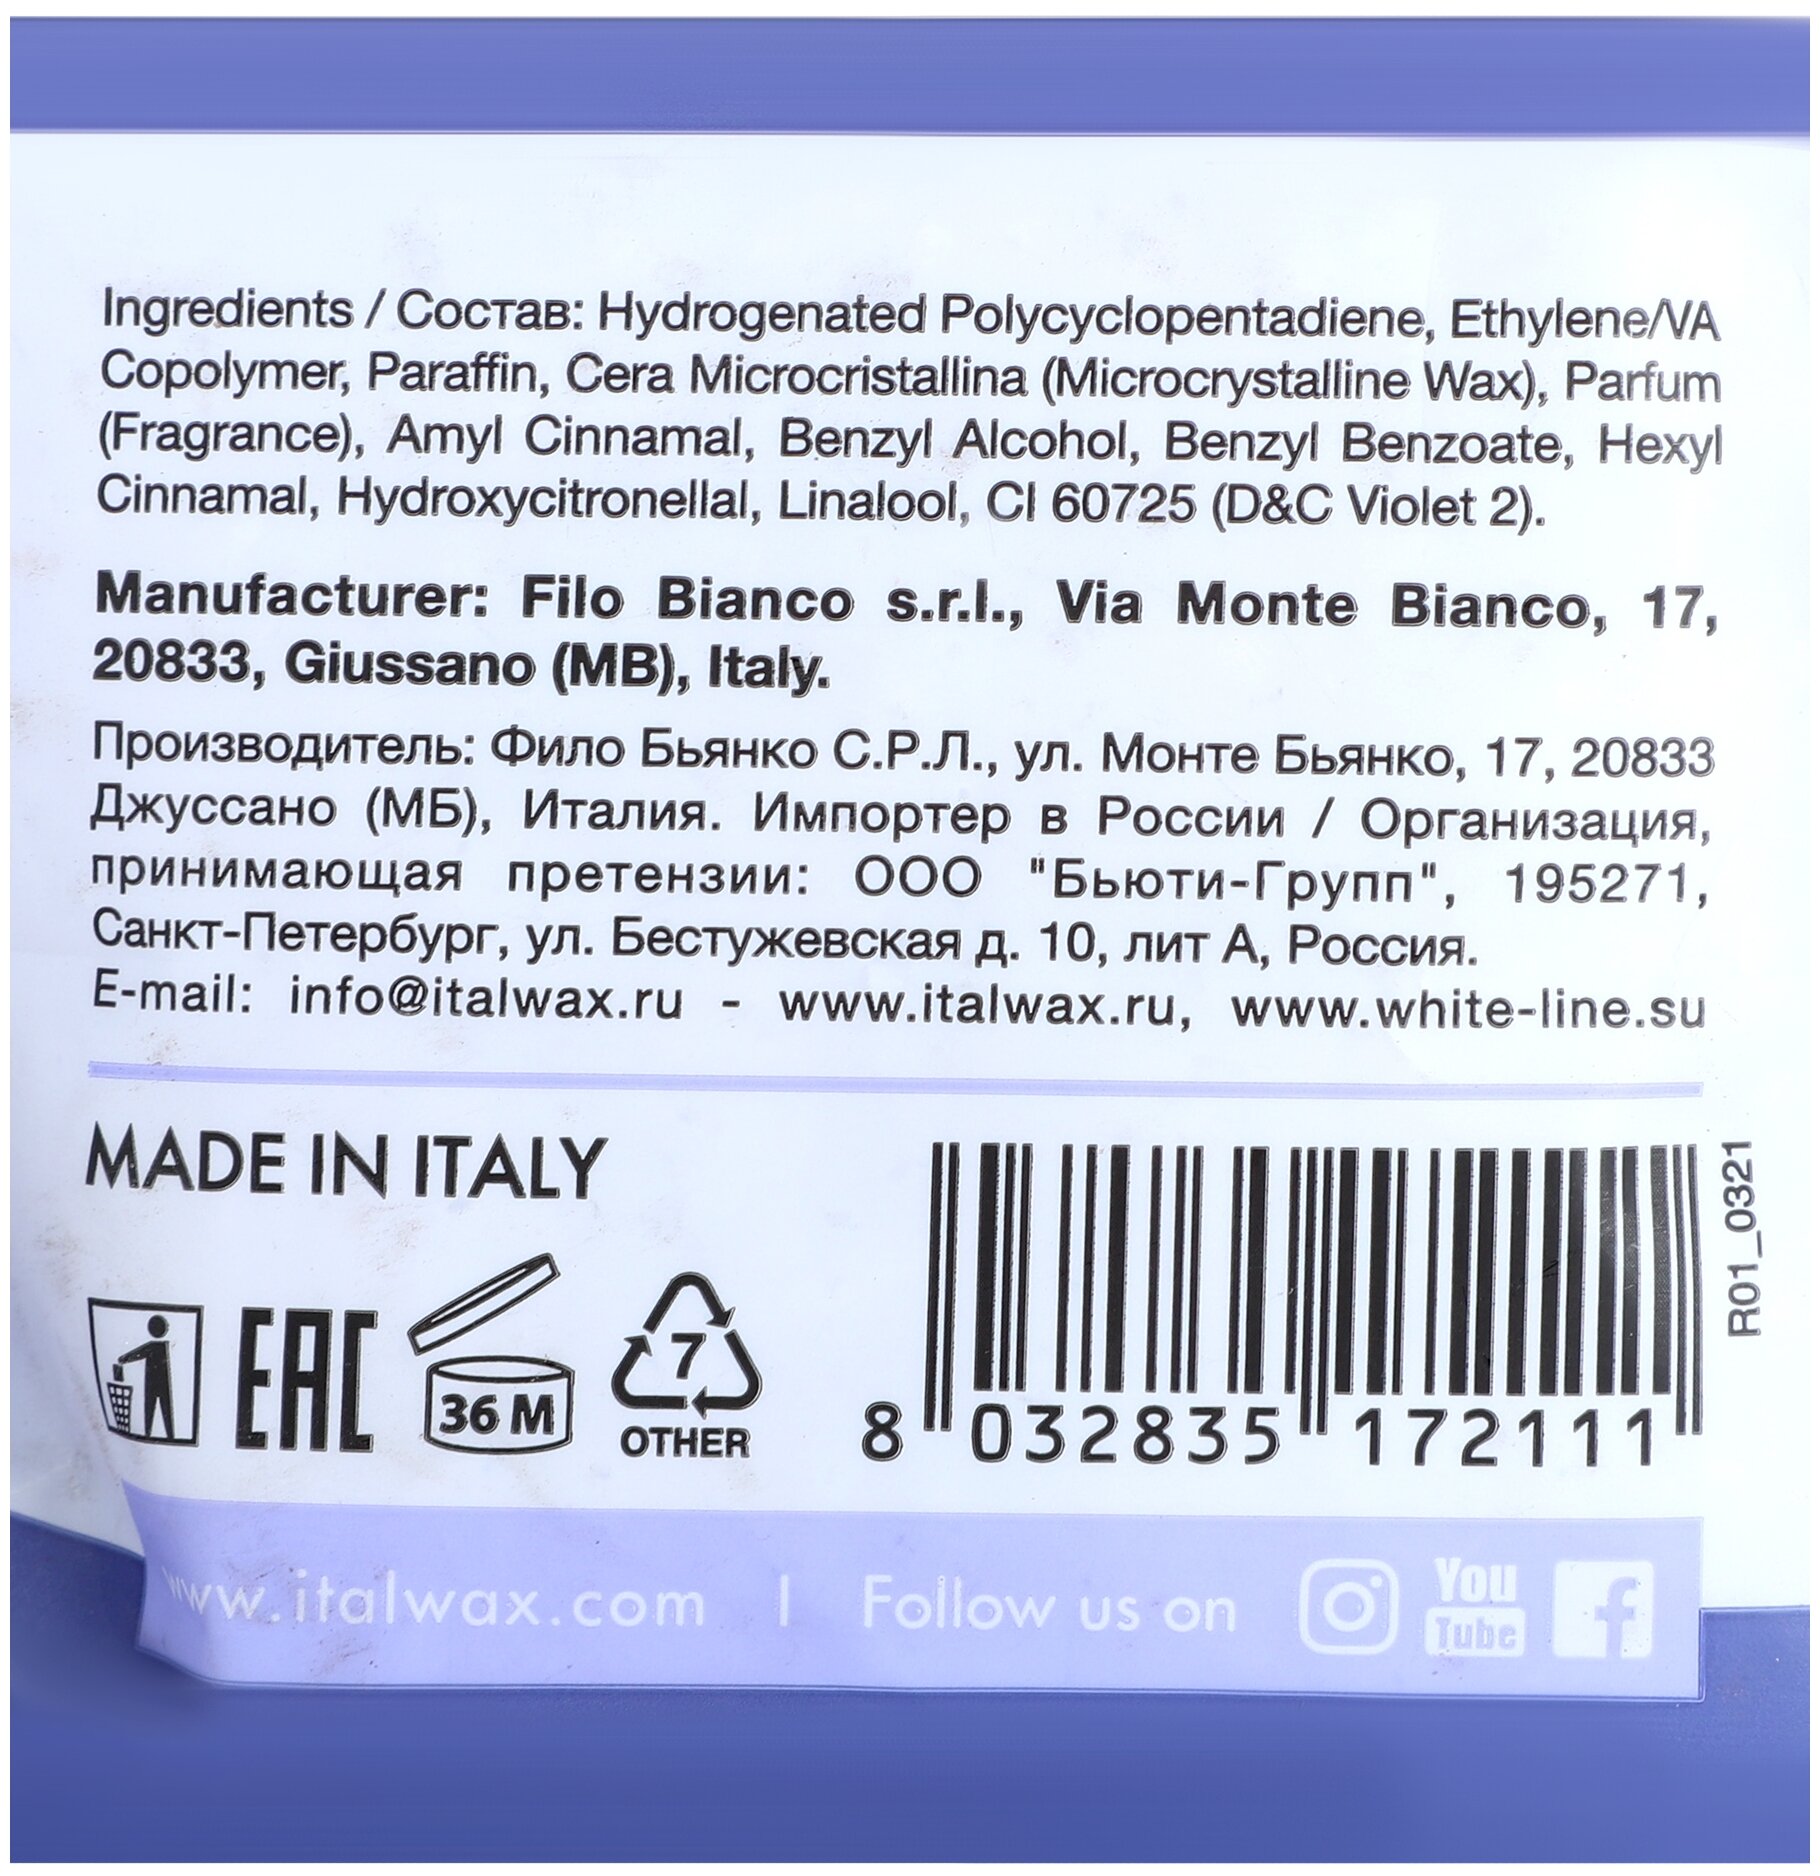 Ingredients / Состав: Hydrogenated Polycyclopentadiene, Ethylene/VA
Copolymer, Paraffin, Cera Microcristallina (Microcrystalline Wax), Parfum
(Fragrance), Amyl Cinnamal, Benzyl Alcohol, Benzyl Benzoate, Hexyl
Cinnamal, Hydroxycitronellal, Linalool, CI 60725 (D&C Violet 2).
Manufacturer: Filo Bianco s.r.l., Via Monte Bianco, 17,
20833, Giussano (MB), Italy.
Производитель: Фило Бьянко С.Р.Л., ул. Монте Бьянко, 17, 20833
Джуссано (МБ), Италия. Импортер в России / Организация,
принимающая претензии: ООО "Бьюти-Групп", 195271,
Санкт-Петербург, ул. Бестужевская д. 10, лит А, Россия.
E-mail: info@italwax.ru - www.italwax.ru, www.white-line.su
MADE IN ITALY
EAC
36 M
7
OTHER
8 032835 172111
R01_0321
www.italwax.com | Follow us on
You
Tube